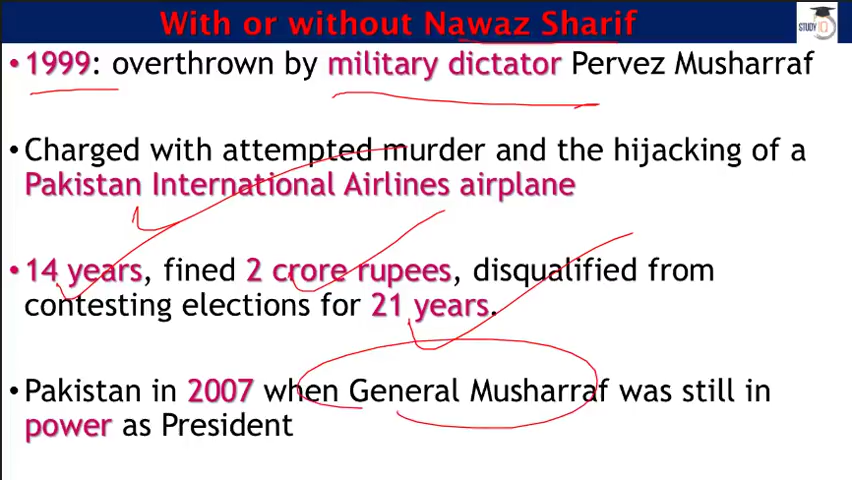 With or without Nawaz Sharif
STUDY IQ
•1999: overthrown by military dictator Pervez Musharraf
•Charged with attempted murder and the hijacking of a
Pakistan International Airlines airplane
•14 years, fined 2 crore rupees, disqualified from
contesting elections for 21 years.
•Pakistan in 2007 when General Musharraf was still in
power as President